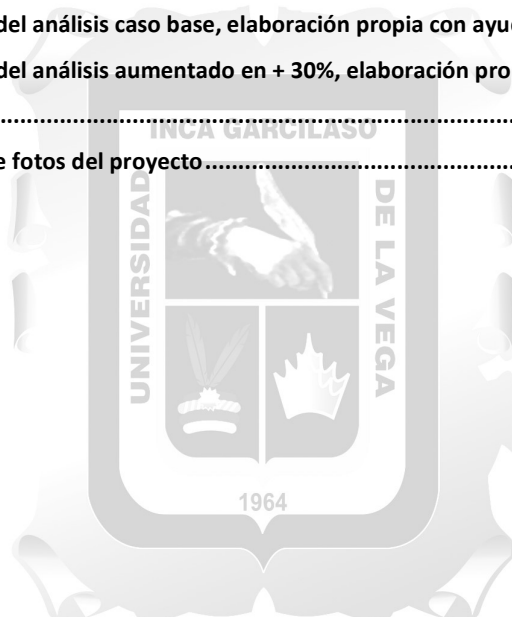 del análisis caso base, elaboración propia con ayu
del análisis aumentado en + 30%, elaboración pro
................................................................................
INCA GARCILASO
e fotos del proyecto................................................
UNIVERSIDAD
DE LA VEGA
1964